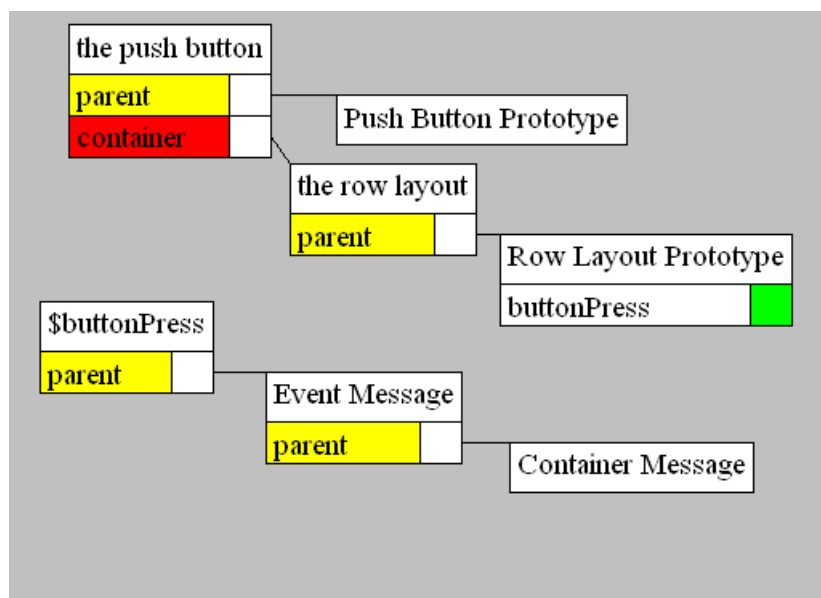 the push button
parent
container
Push Button Prototype
the row layout
parent
Row Layout Prototype
buttonPress
$buttonPress
parent
Event Message
parent
Container Message